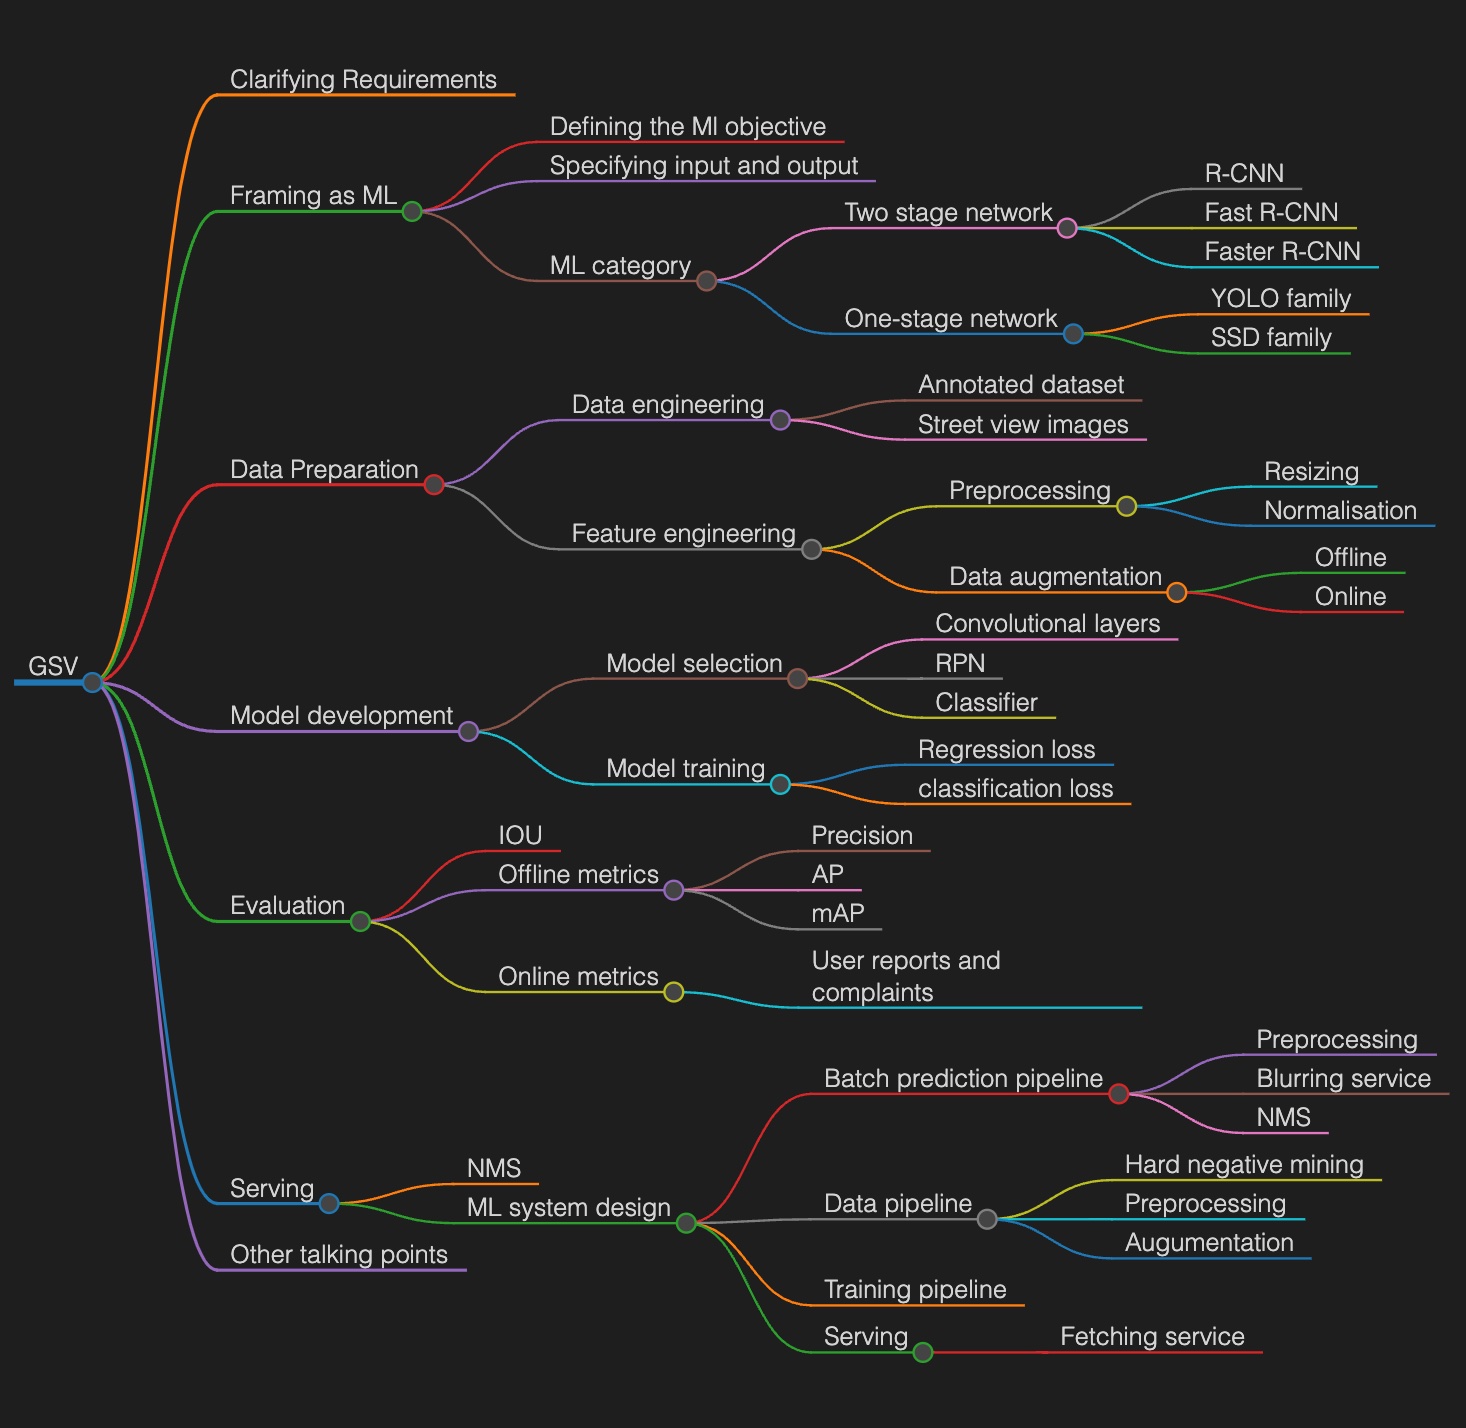 Clarifying Requirements
Defining the Ml objective
Specifying input and output
Framing as ML
R-CNN
Two stage network
Fast R-CNN
Faster R-CNN
ML category
YOLO family
One-stage network
SSD family
Annotated dataset
Data engineering
Street view images
Data Preparation
Resizing
Preprocessing
Normalisation
Feature engineering
Offline
Data augmentation
Online
Convolutional layers
GSV
Model selection
RPN
Classifier
Model development
Regression loss
Model training
classification loss
IOU
Precision
Offline metrics
AP
Evaluation
mAP
User reports and
Online metrics
complaints
Preprocessing
Batch prediction pipeline
Blurring service
NMS
Hard negative mining
NMS
Serving
ML system design
Data pipeline
Preprocessing
Augumentation
Other talking points
Training pipeline
Serving
Fetching service